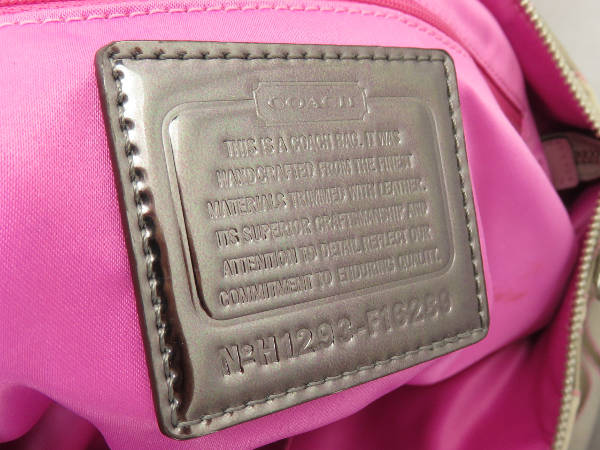 COACH
THIS IS A COACH BAG. IT WAS
HANDCRAFTED FROM THE FINEST
MATERIALS TRIMMED WITH LEATHER.
ITS SUPERIOR CRAFTSMANSHIP AND
ATTENTION TO DETAIL REFLECT OUR
COMMITMENT TO ENDURING QUALITY.
Nº H1293-F16289